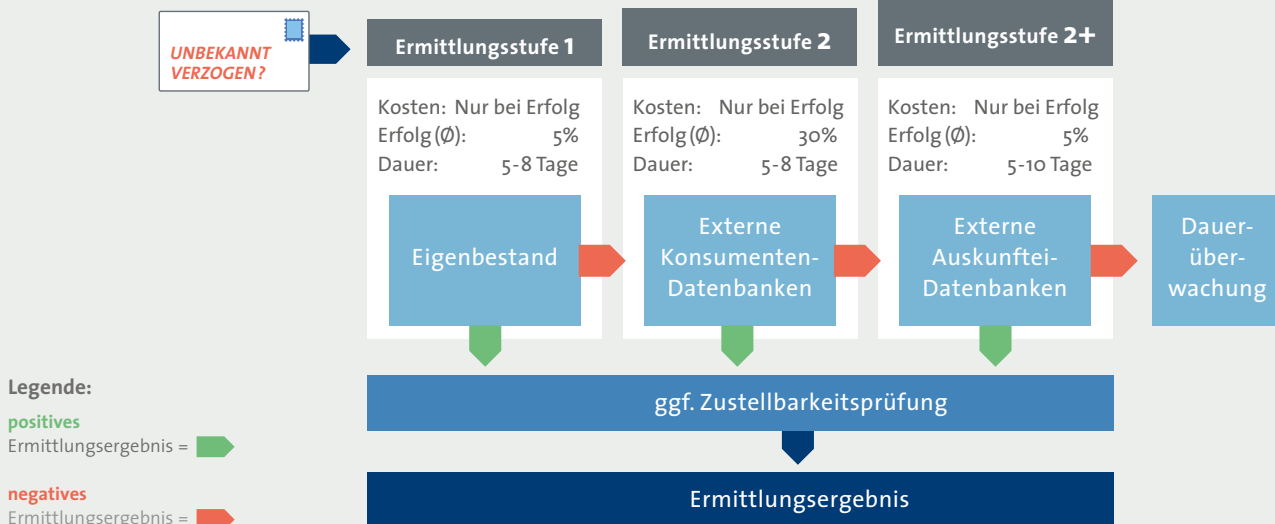 UNBEKANNT
VERZOGEN?
Ermittlungsstufe 1
Kosten: Nur bei Erfolg
Erfolg (Ø): 5%
Dauer: 5-8 Tage
Eigenbestand
Ermittlungsstufe 2
Kosten: Nur bei Erfolg
Erfolg (Ø): 30%
Dauer: 5-8 Tage
Externe
Konsumenten-
Datenbanken
Ermittlungsstufe 2+
Kosten: Nur bei Erfolg
Erfolg (Ø): 5%
Dauer: 5-10 Tage
Externe
Auskunftei-
Datenbanken
Dauer-
über-
wachung
ggf. Zustellbarkeitsprüfung
Ermittlungsergebnis
Legende:
positives
Ermittlungsergebnis =
negatives
Ermittlungsergebnis =